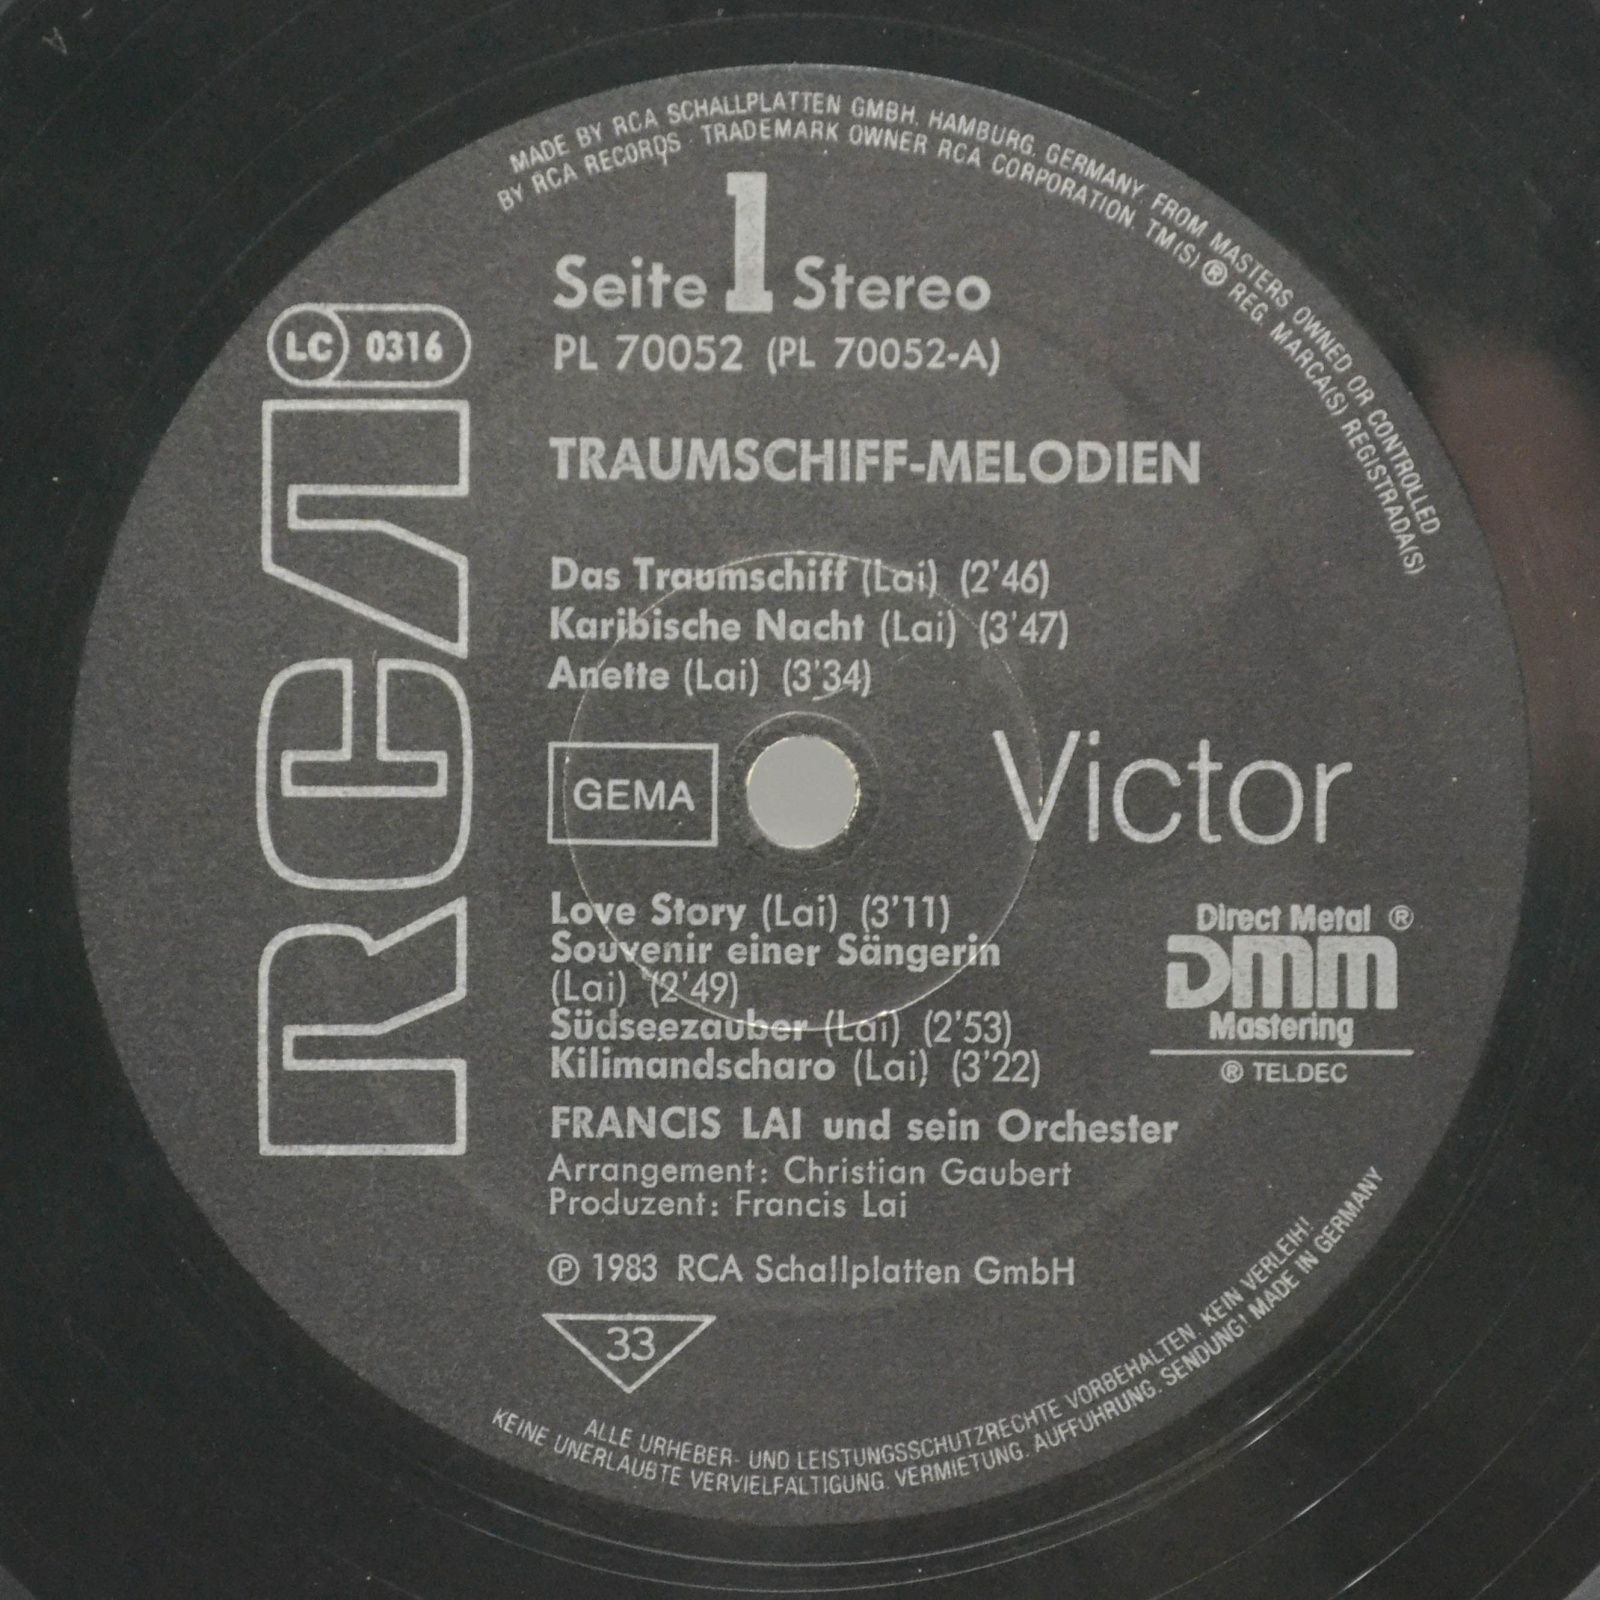 MADE BY RCA SCHALLPLATTEN GMBH. HAMBURG. GERMANY. FROM MASTERS OWNED OR CONTROLLED
BY RCA RECORDS · TRADEMARK OWNER RCA CORPORATION. TM(S) ® REG. MARCA(S) REGISTRADA(S)
Seite 1 Stereo
LC 0316
PL 70052 (PL 70052-A)
RCA
TRAUMSCHIFF-MELODIEN
Das Traumschiff (Lai) (2'46)
Karibische Nacht (Lai) (3'47)
Anette (Lai) (3'34)
GEMA
Victor
Love Story (Lai) (3'11)
Souvenir einer Sängerin
(Lai) (2'49)
Südseezauber (Lai) (2'53)
Kilimandscharo (Lai) (3'22)
Direct Metal ®
DMM
Mastering
® TELDEC
FRANCIS LAI und sein Orchester
Arrangement: Christian Gaubert
Produzent: Francis Lai
℗ 1983 RCA Schallplatten GmbH
33
ALLE URHEBER- UND LEISTUNGSSCHUTZRECHTE VORBEHALTEN. KEIN VERLEIH!
KEINE UNERLAUBTE VERVIELFÄLTIGUNG. VERMIETUNG. AUFFÜHRUNG. SENDUNG! MADE IN GERMANY